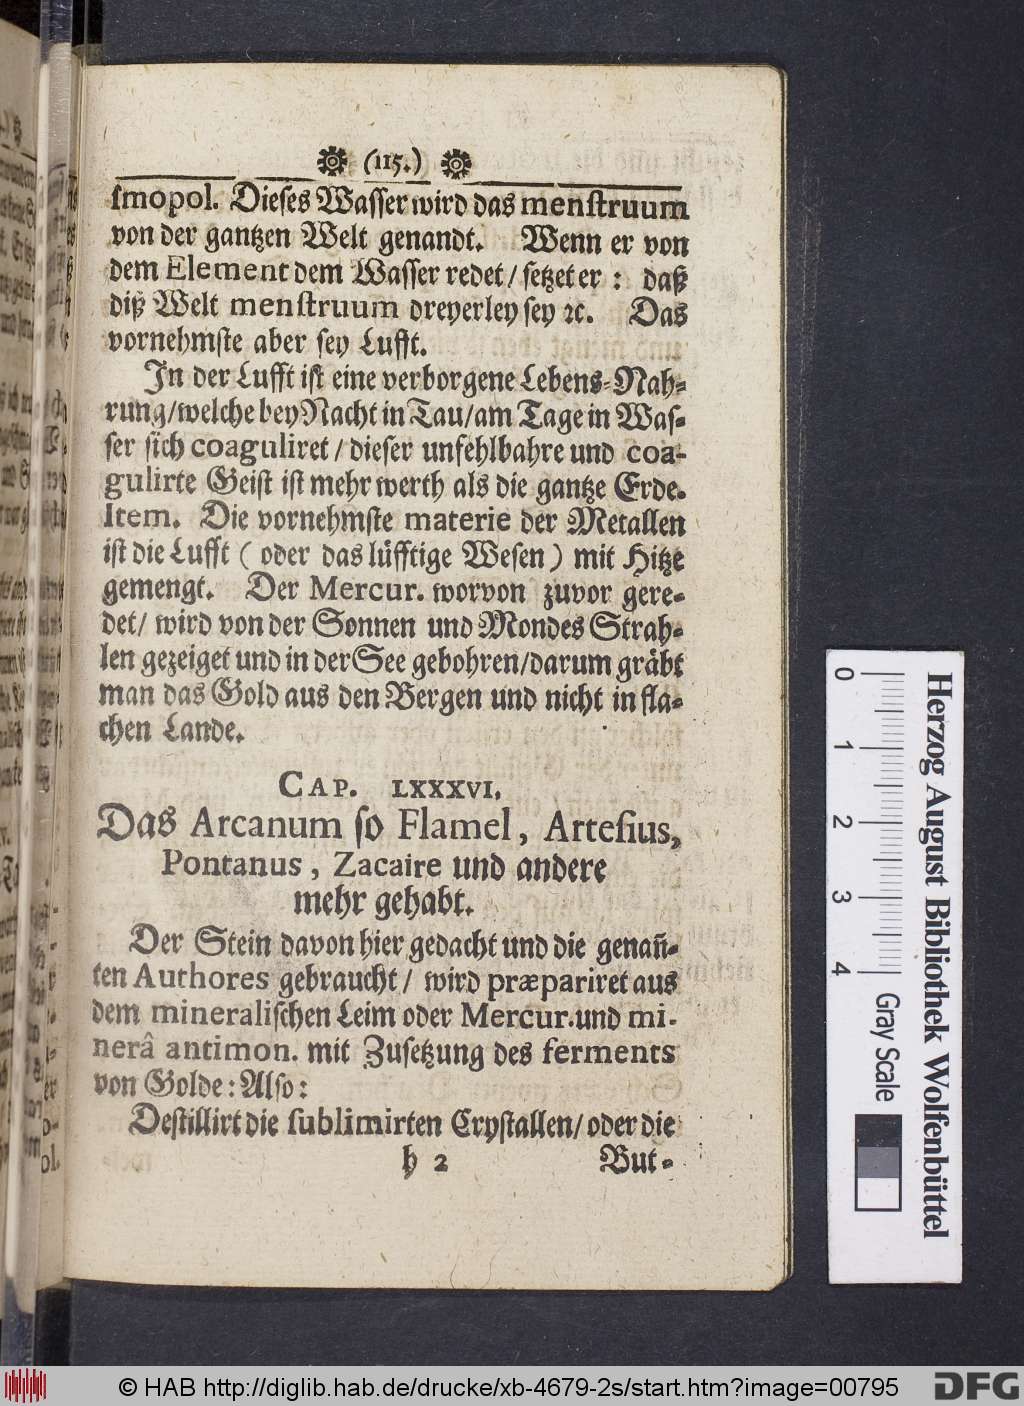 (115.)
smopol. Dieses Wasser wird das menstruum
von der gantzen Welt genandt. Wenn er von
dem Element dem Wasser redet / setzet er : daß
diß Welt menstruum dreyerley sey ꝛc. Das
vornehmste aber sey Lufft.
In der Lufft ist eine verborgene Lebens-Nah-
rung/welche bey Nacht in Tau/am Tage in Was-
ser sich coaguliret / dieser unfehlbahre und coa-
gulirte Geist ist mehr werth als die gantze Erde.
Item. Die vornehmste materie der Metallen
ist die Lufft ( oder das lüfftige Wesen ) mit Hitze
gemengt. Der Mercur. worvon zuvor gere-
det/ wird von der Sonnen und Mondes Strah-
len gezeiget und in der See gebohren/darum gräbt
man das Gold aus den Bergen und nicht in fla-
chen Lande.
CAP. LXXXVI.
Das Arcanum so Flamel, Artesius,
Pontanus, Zacaire und andere
mehr gehabt.
Der Stein davon hier gedacht und die genañ-
ten Authores gebraucht / wird præpariret aus
dem mineralischen Leim oder Mercur. und mi-
nerâ antimon. mit Zusetzung des ferments
von Golde: Also:
Destillirt die sublimirten Crystallen/ oder die
h 2 But-
0 1 2 3 4
Gray Scale
Herzog August Bibliothek Wolfenbüttel
© HAB http://diglib.hab.de/drucke/xb-4679-2s/start.htm?image=00795
DFG